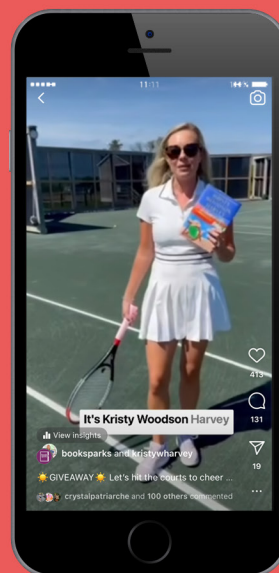 11:11
It's Kristy Woodson Harvey
413
131
View insights
booksparks and kristywharvey
19
☀️GIVEAWAY☀️ Let's hit the courts to cheer ...
crystalpatriarche and 100 others commented